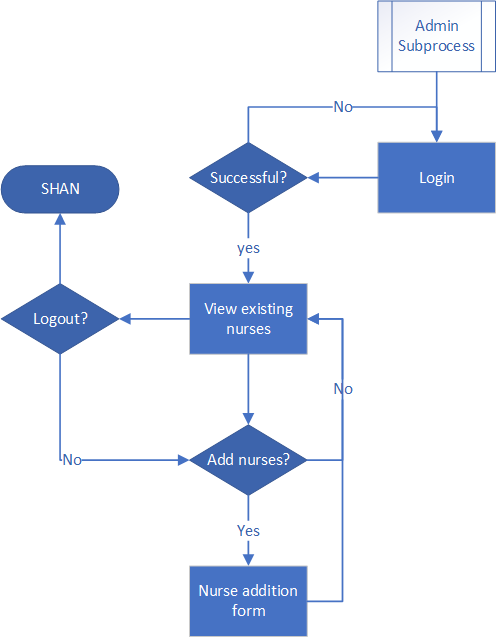 Admin
Subprocess
No
Successful?
Login
SHAN
yes
View existing
nurses
Logout?
No
No
Add nurses?
Yes
Nurse addition
form